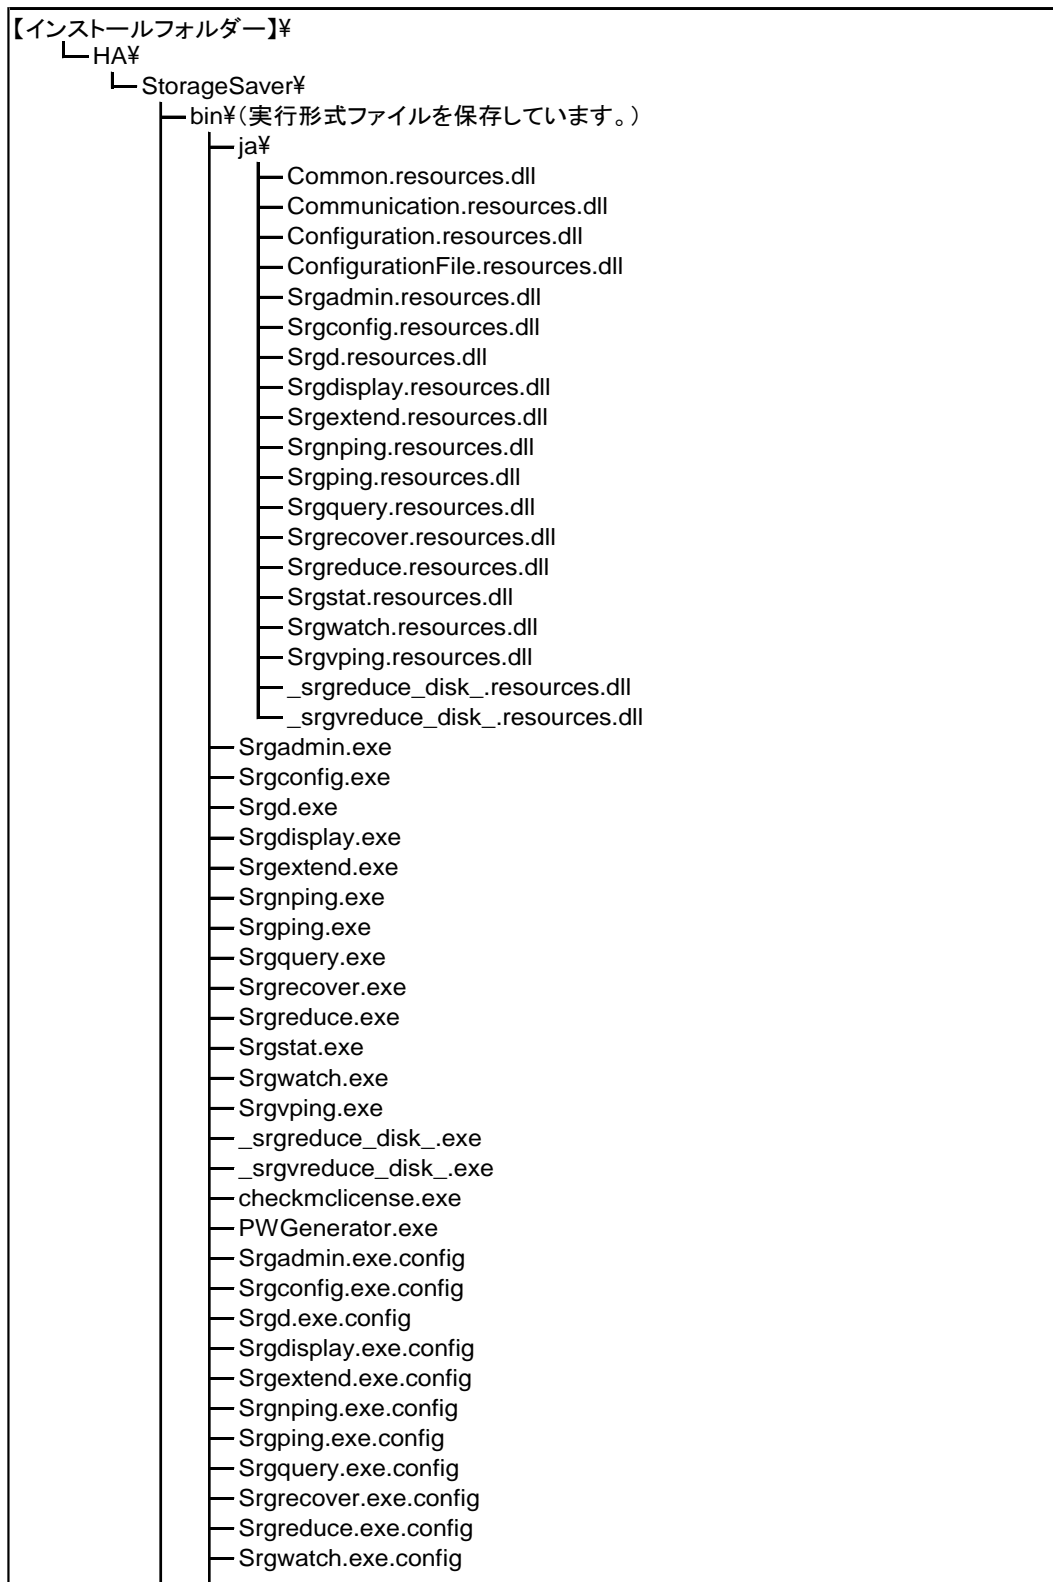 【インストールフォルダー】¥
HA¥
StorageSaver¥
bin¥(実行形式ファイルを保存しています。)
ja¥
Common.resources.dll
Communication.resources.dll
Configuration.resources.dll
ConfigurationFile.resources.dll
Srgadmin.resources.dll
Srgconfig.resources.dll
Srgd.resources.dll
Srgdisplay.resources.dll
Srgextend.resources.dll
Srgnping.resources.dll
Srgping.resources.dll
Srgquery.resources.dll
Srgrecover.resources.dll
Srgreduce.resources.dll
Srgstat.resources.dll
Srgwatch.resources.dll
Srgvping.resources.dll
_srgreduce_disk_.resources.dll
_srgvreduce_disk_.resources.dll
Srgadmin.exe
Srgconfig.exe
Srgd.exe
Srgdisplay.exe
Srgextend.exe
Srgnping.exe
Srgping.exe
Srgquery.exe
Srgrecover.exe
Srgreduce.exe
Srgstat.exe
Srgwatch.exe
Srgvping.exe
_srgreduce_disk_.exe
_srgvreduce_disk_.exe
checkmclicense.exe
PWGenerator.exe
Srgadmin.exe.config
Srgconfig.exe.config
Srgd.exe.config
Srgdisplay.exe.config
Srgextend.exe.config
Srgnping.exe.config
Srgping.exe.config
Srgquery.exe.config
Srgrecover.exe.config
Srgreduce.exe.config
Srgwatch.exe.config